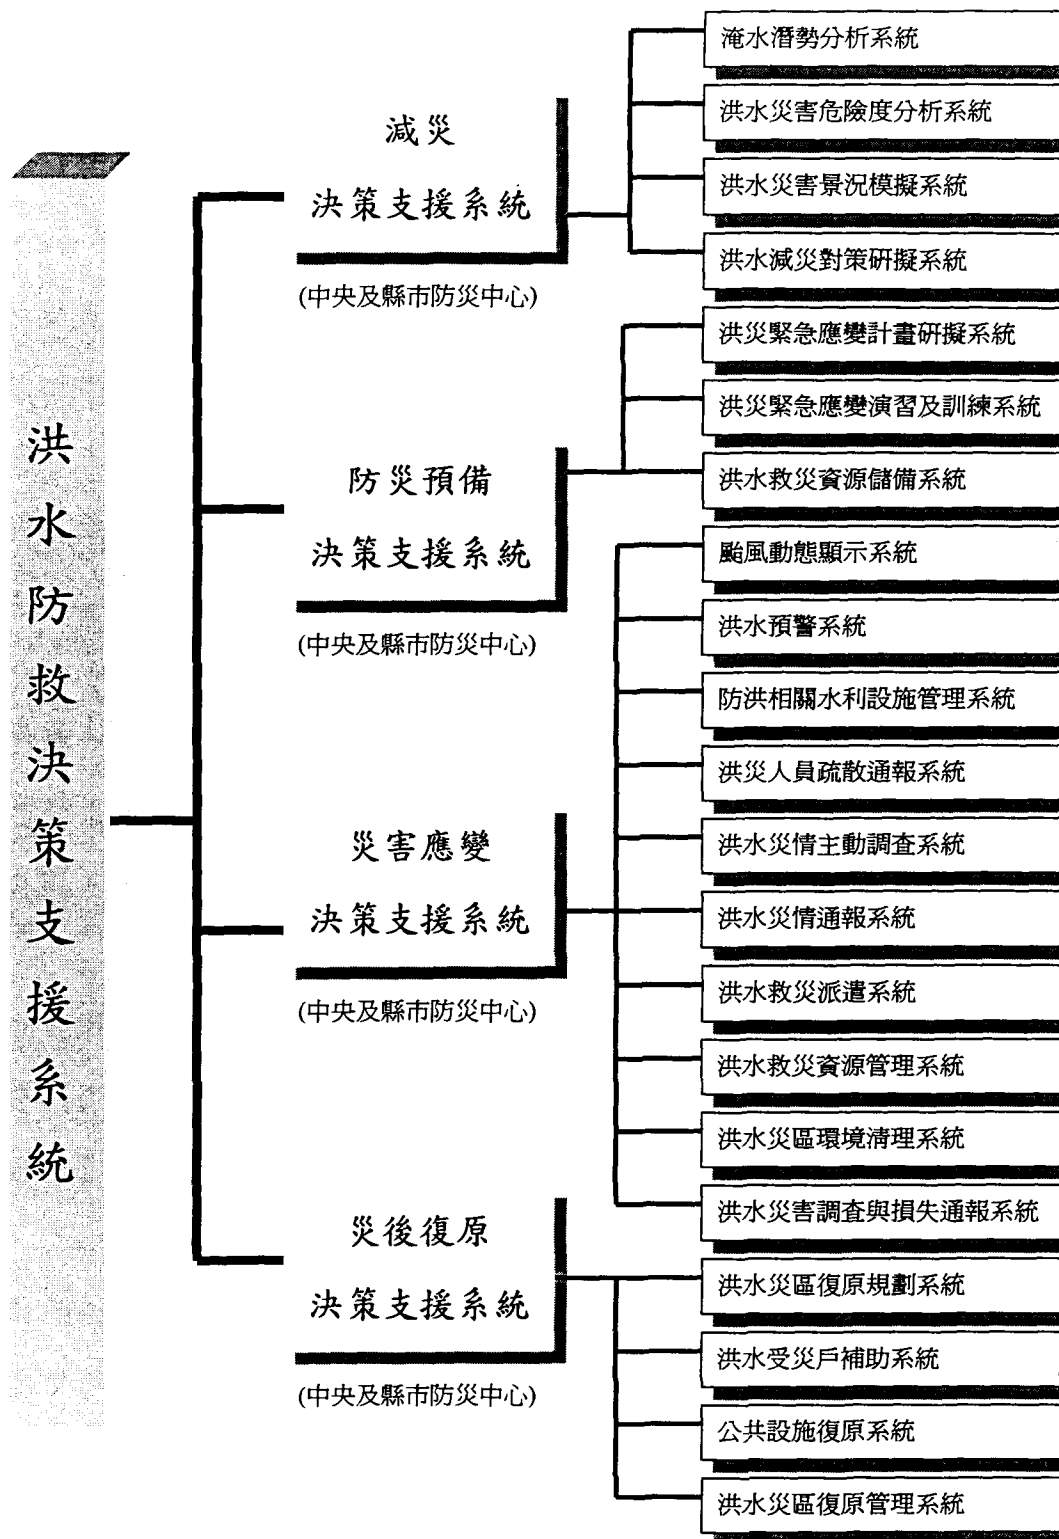 洪水防救決策支援系統
減災
決策支援系統
(中央及縣市防災中心)
淹水潛勢分析系統
洪水災害危險度分析系統
洪水災害景況模擬系統
洪水減災對策研擬系統
防災預備
決策支援系統
(中央及縣市防災中心)
洪災緊急應變計畫研擬系統
洪災緊急應變演習及訓練系統
洪水救災資源儲備系統
災害應變
決策支援系統
(中央及縣市防災中心)
颱風動態顯示系統
洪水預警系統
防洪相關水利設施管理系統
洪災人員疏散通報系統
洪水災情主動調查系統
洪水災情通報系統
洪水救災派遣系統
洪水救災資源管理系統
洪水災區環境清理系統
洪水災害調查與損失通報系統
災後復原
決策支援系統
(中央及縣市防災中心)
洪水災區復原規劃系統
洪水受災戶補助系統
公共設施復原系統
洪水災區復原管理系統